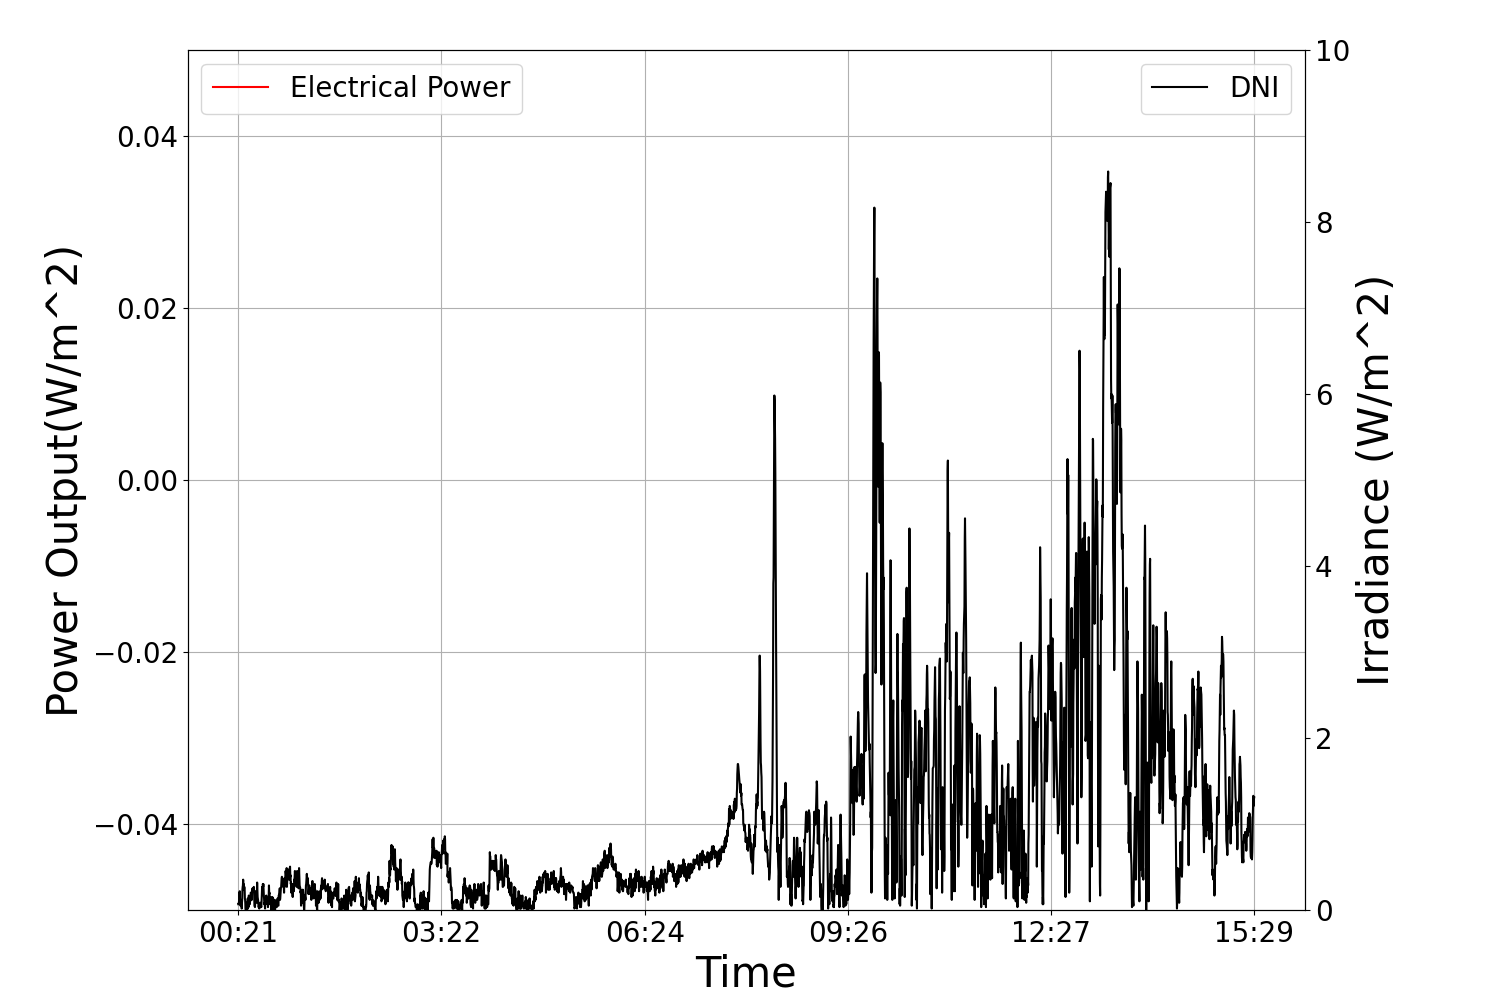 Electrical Power
DNI
Power Output(W/m^2)
0.04
0.02
0.00
−0.02
−0.04
10
8
6
4
2
0
Irradiance (W/m^2)
00:21 03:22 06:24 09:26 12:27 15:29
Time